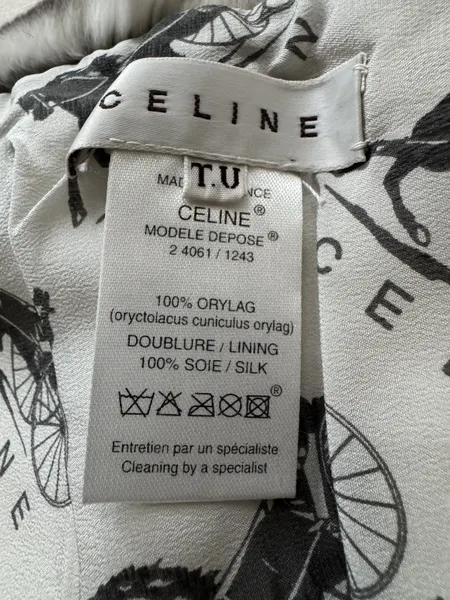 CELINE
T.U
CELINE®
MODELE DEPOSE®
2 4061 / 1243
100% ORYLAG
(oryctolacus cuniculus orylag)
DOUBLURE / LINING
100% SOIE / SILK
®
Entretien par un spécialiste
Cleaning by a specialist
N
C
E
N
E